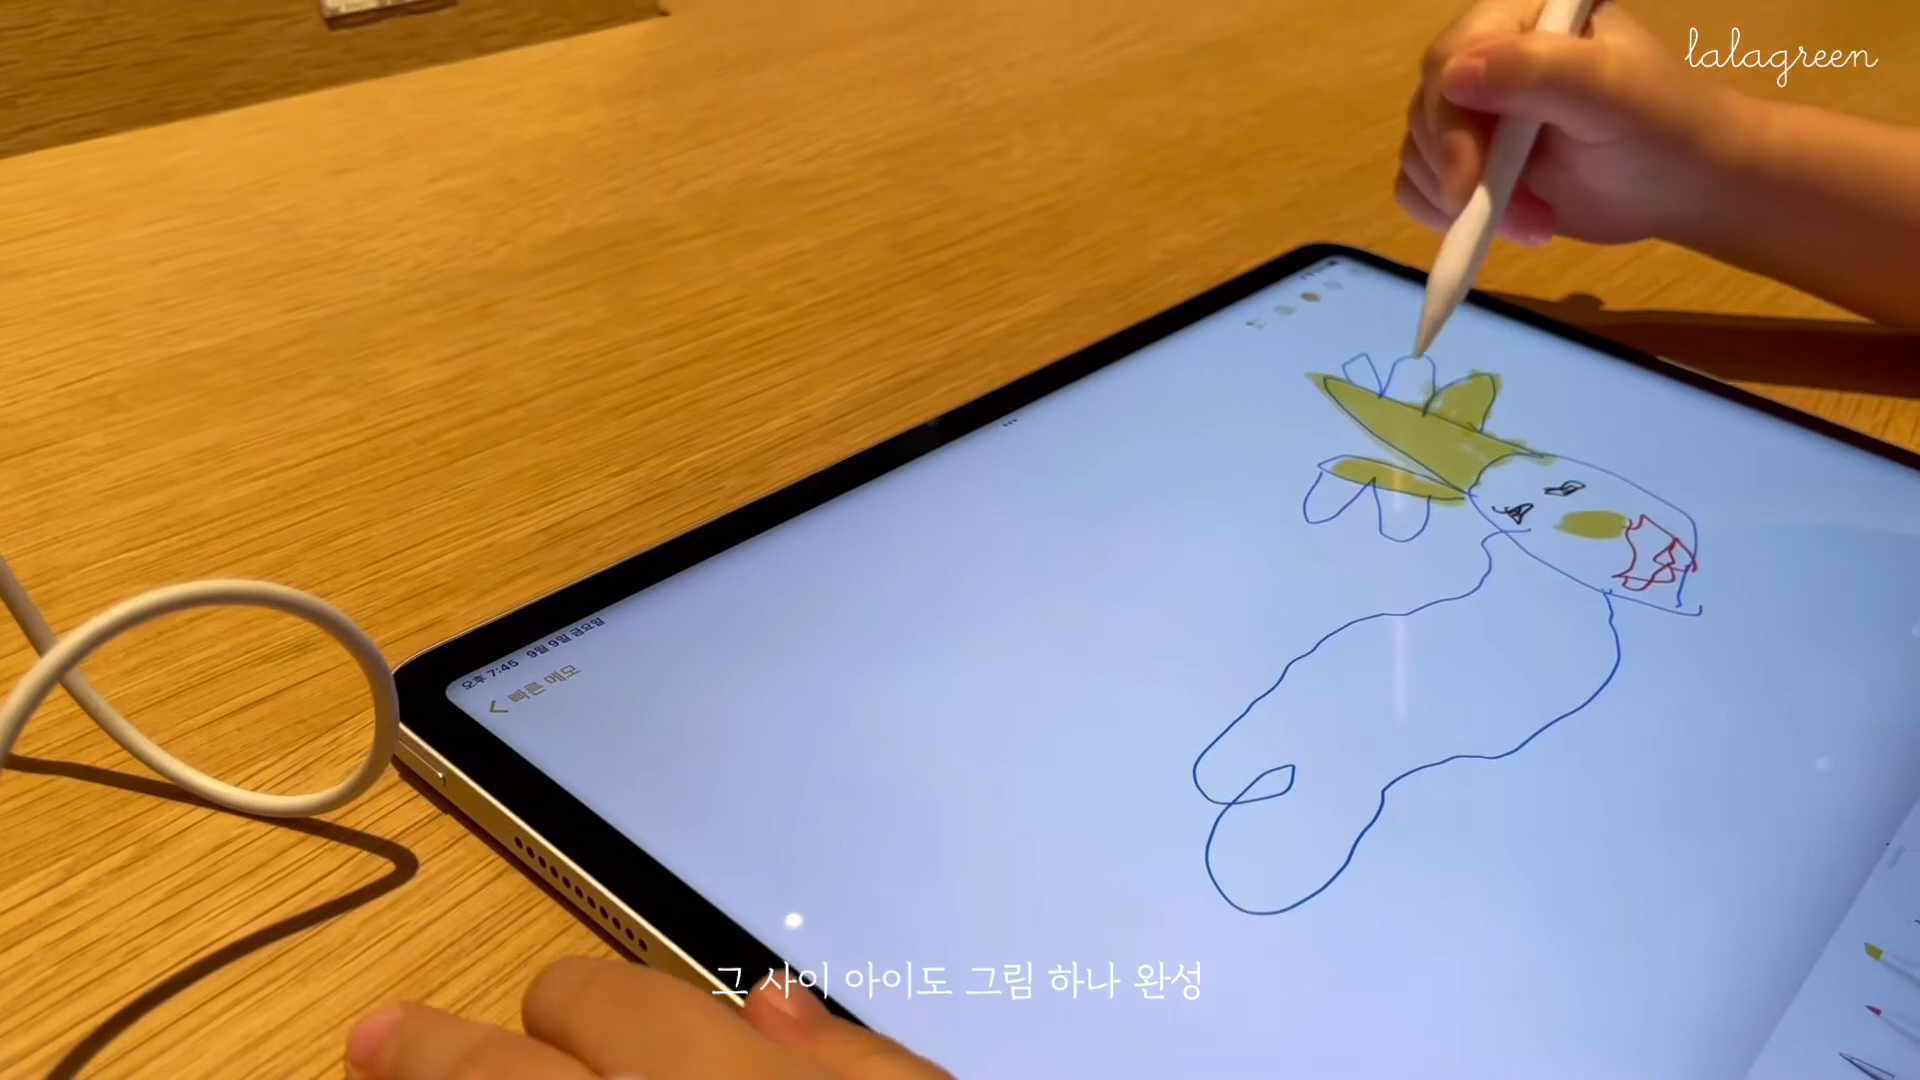 lalagreen
오후 7:45 9월 9일 금요일
빠른 메모
그 사이 아이도 그림 하나 완성